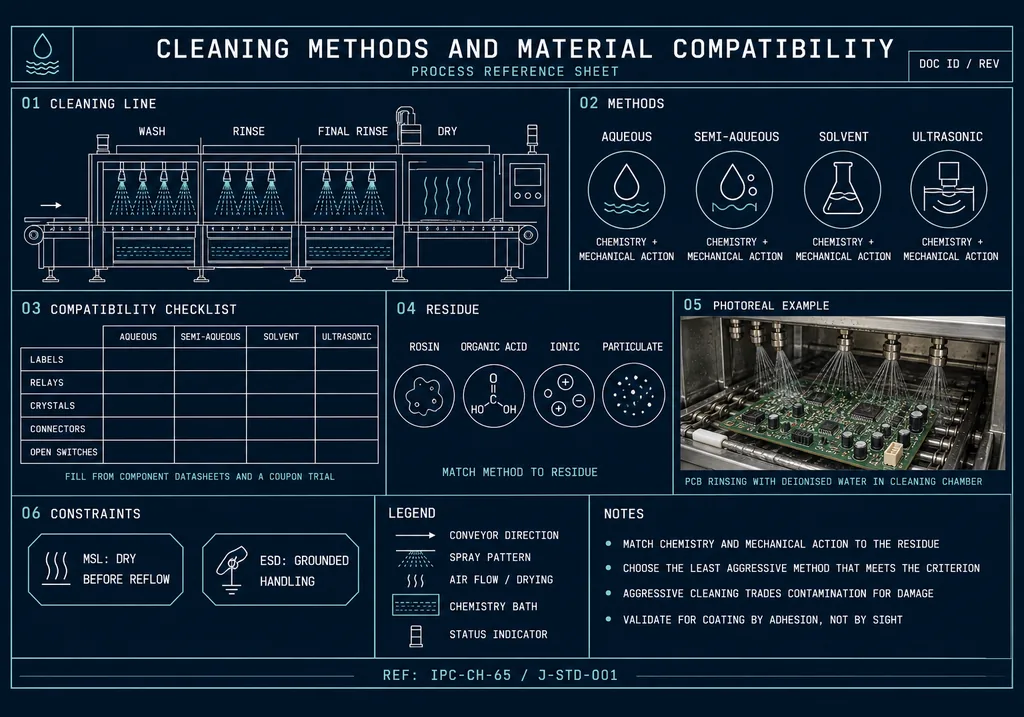 CLEANING METHODS AND MATERIAL COMPATIBILITY
PROCESS REFERENCE SHEET
DOC ID / REV
01 CLEANING LINE
WASH
RINSE
FINAL RINSE
DRY
02 METHODS
AQUEOUS
SEMI-AQUEOUS
SOLVENT
ULTRASONIC
CHEMISTRY +
MECHANICAL ACTION
CHEMISTRY +
MECHANICAL ACTION
CHEMISTRY +
MECHANICAL ACTION
CHEMISTRY +
MECHANICAL ACTION
03 COMPATIBILITY CHECKLIST
AQUEOUS
SEMI-AQUEOUS
SOLVENT
ULTRASONIC
LABELS
RELAYS
CRYSTALS
CONNECTORS
OPEN SWITCHES
FILL FROM COMPONENT DATASHEETS AND A COUPON TRIAL
04 RESIDUE
ROSIN
ORGANIC ACID
IONIC
PARTICULATE
O
C
HO OH
MATCH METHOD TO RESIDUE
05 PHOTOREAL EXAMPLE
PCB RINSING WITH DEIONISED WATER IN CLEANING CHAMBER
06 CONSTRAINTS
MSL: DRY
BEFORE REFLOW
ESD: GROUNDED
HANDLING
LEGEND
CONVEYOR DIRECTION
SPRAY PATTERN
AIR FLOW / DRYING
CHEMISTRY BATH
STATUS INDICATOR
NOTES
• MATCH CHEMISTRY AND MECHANICAL ACTION TO THE RESIDUE
• CHOOSE THE LEAST AGGRESSIVE METHOD THAT MEETS THE CRITERION
• AGGRESSIVE CLEANING TRADES CONTAMINATION FOR DAMAGE
• VALIDATE FOR COATING BY ADHESION, NOT BY SIGHT
REF: IPC-CH-65 / J-STD-001